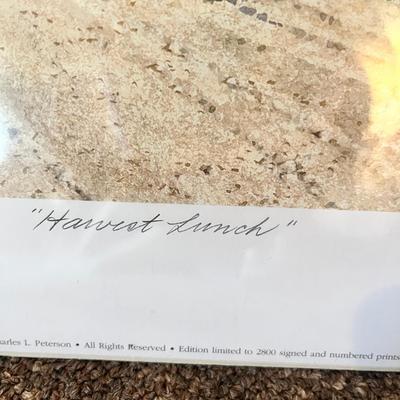 "Harvest Lunch"
harles L. Peterson • All Rights Reserved • Edition limited to 2800 signed and numbered prints